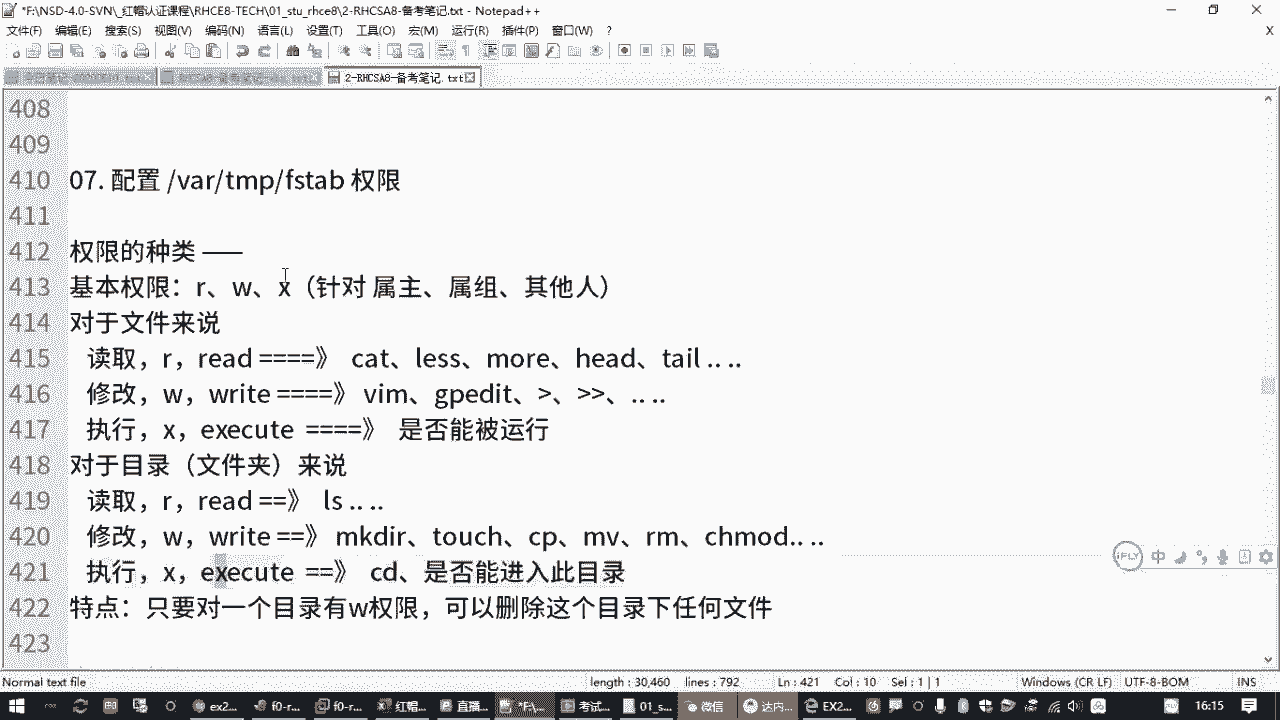 *F:\NSD-4.0-SVN\_红帽认证课程\RHCE8-TECH\01_stu_rhce8\2-RHCSA8-备考笔记.txt - Notepad++
文件(F) 编辑(E) 搜索(S) 视图(V) 编码(N) 语言(L) 设置(T) 工具(O) 宏(M) 运行(R) 插件(P) 窗口(W) ? X
2-RHCSA8-备考笔记.txt
408
409
410 07. 配置 /var/tmp/fstab 权限
411
412 权限的种类 ——
413 基本权限：r、w、x（针对 属主、属组、其他人）
414 对于文件来说
415 读取，r，read ====》 cat、less、more、head、tail .. ..
416 修改，w，write ====》 vim、gpedit、>、>>、.. ..
417 执行，x，execute ====》 是否能被运行
418 对于目录（文件夹）来说
419 读取，r，read ==》 ls .. ..
420 修改，w，write ==》 mkdir、touch、cp、mv、rm、chmod.. ..
421 执行，x，execute ==》 cd、是否能进入此目录
422 特点：只要对一个目录有w权限，可以删除这个目录下任何文件
423
iFLY 中
Normal text file length : 30,460 lines : 792 Ln : 421 Col : 10 Sel : 1 | 1 Windows (CR LF) UTF-8-BOM INS
ex2... f0-r... f0-r... 红帽... 直播... *F:\... 考试... 01_s... 微信 达内... EX2... 16:15